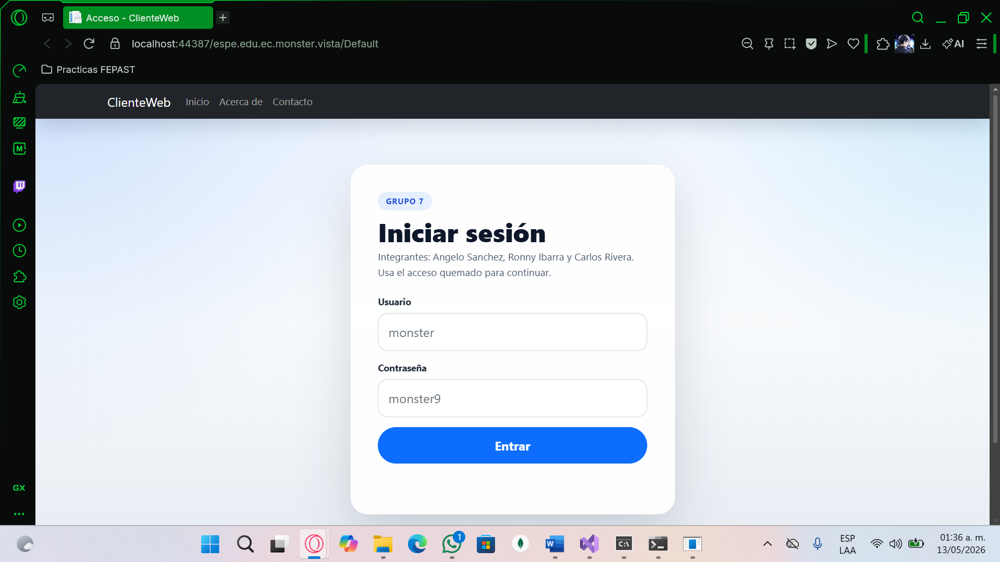 Acceso - ClienteWeb
localhost:44387/espe.edu.ec.monster.vista/Default
AI
Practicas FEPAST
ClienteWeb Inicio Acerca de Contacto
M
GRUPO 7
Iniciar sesión
Integrantes: Angelo Sanchez, Ronny Ibarra y Carlos Rivera.
Usa el acceso quemado para continuar.
Usuario
monster
Contraseña
monster9
Entrar
GX
1
W
C:\
ESP
LAA
01:36 a. m.
13/05/2026